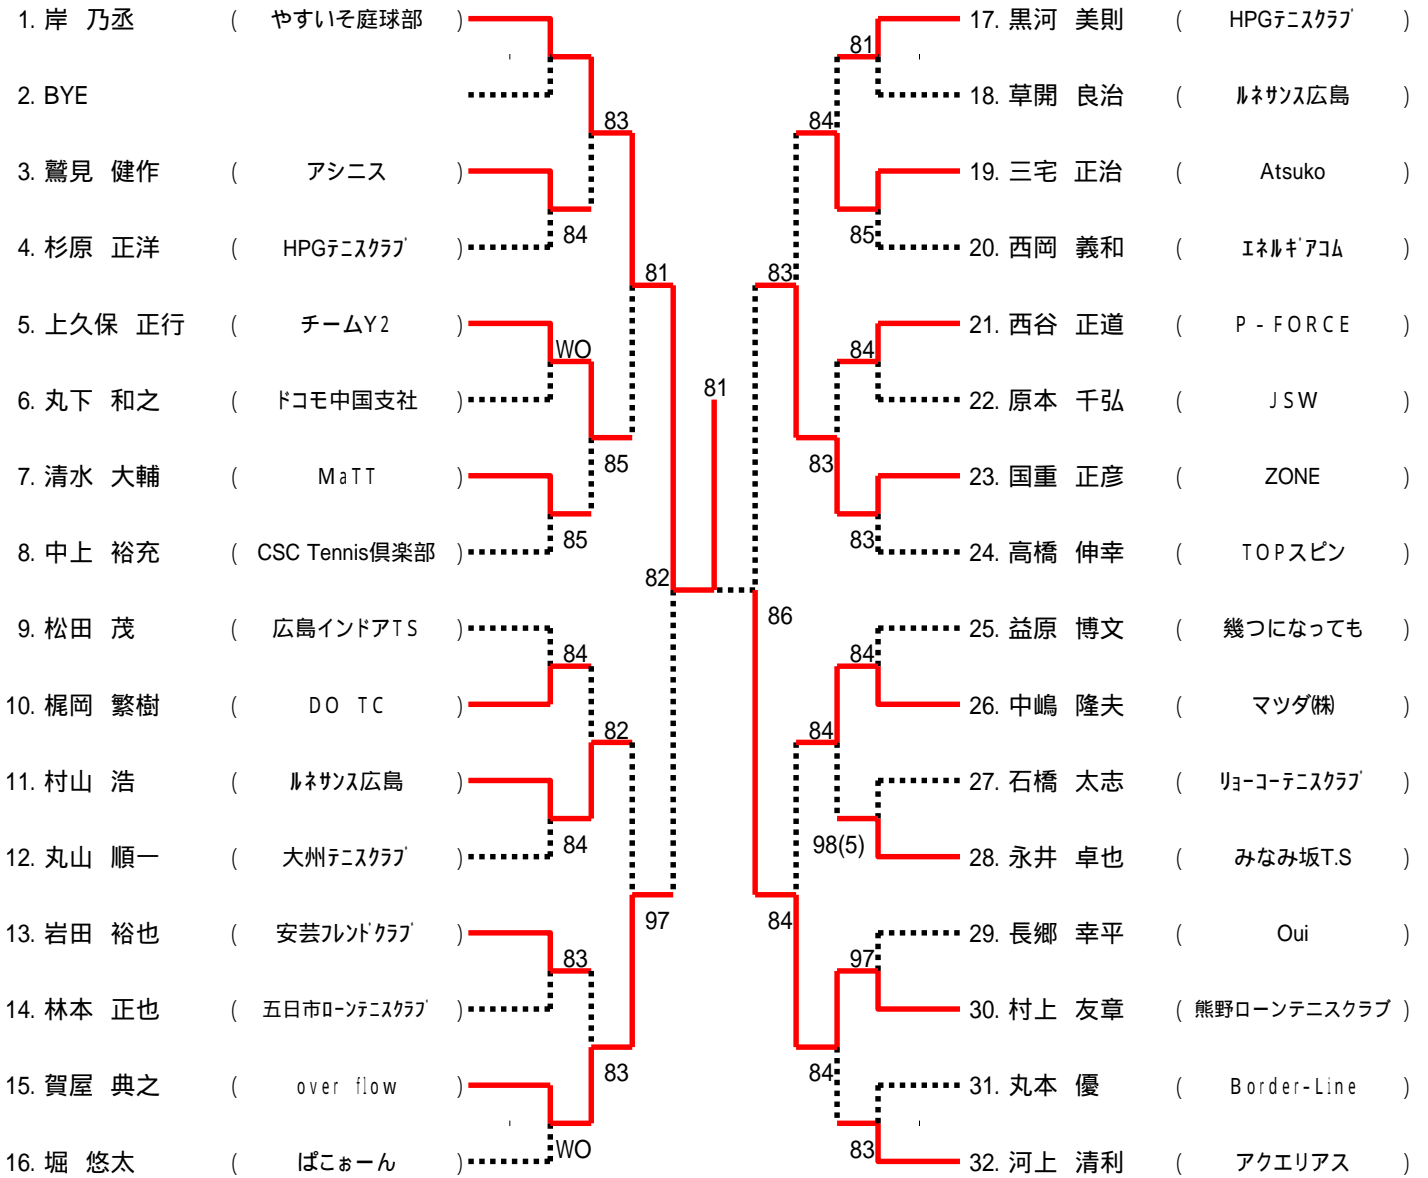 1. 岸 乃丞 ( やすいそ庭球部 )
2. BYE
83
3. 鷲見 健作 ( アシニス )
84
4. 杉原 正洋 ( HPGﾃﾆｽｸﾗﾌﾞ )
81
5. 上久保 正行 ( チームY2 )
WO
6. 丸下 和之 ( ﾄﾞｺﾓ中国支社 )
85
7. 清水 大輔 ( MaTT )
85
8. 中上 裕充 ( CSC Tennis倶楽部 )
82
9. 松田 茂 ( 広島インドアTS )
84
10. 梶岡 繁樹 ( DO TC )
82
11. 村山 浩 ( ﾙﾈｻﾝｽ広島 )
84
12. 丸山 順一 ( 大州ﾃﾆｽｸﾗﾌﾞ )
97
13. 岩田 裕也 ( 安芸ﾌﾚﾝﾄﾞｸﾗﾌﾞ )
83
14. 林本 正也 ( 五日市ﾛｰﾝﾃﾆｽｸﾗﾌﾞ )
83
15. 賀屋 典之 ( over flow )
WO
16. 堀 悠太 ( ぱこぉーん )
81
17. 黒河 美則 ( HPGﾃﾆｽｸﾗﾌﾞ )
81
18. 草開 良治 ( ﾙﾈｻﾝｽ広島 )
84
19. 三宅 正治 ( Atsuko )
85
20. 西岡 義和 ( ｴﾈﾙｷﾞｱｺﾑ )
83
21. 西谷 正道 ( P-FORCE )
84
22. 原本 千弘 ( JSW )
83
23. 国重 正彦 ( ZONE )
83
24. 高橋 伸幸 ( TOPスピン )
86
25. 益原 博文 ( 幾つになっても )
84
26. 中嶋 隆夫 ( マツダ㈱ )
84
27. 石橋 太志 ( ﾘｮｰｺｰﾃﾆｽｸﾗﾌﾞ )
98(5)
28. 永井 卓也 ( みなみ坂T.S )
84
29. 長郷 幸平 ( Oui )
97
30. 村上 友章 ( 熊野ローンテニスクラブ )
84
31. 丸本 優 ( Border-Line )
83
32. 河上 清利 ( アクエリアス )